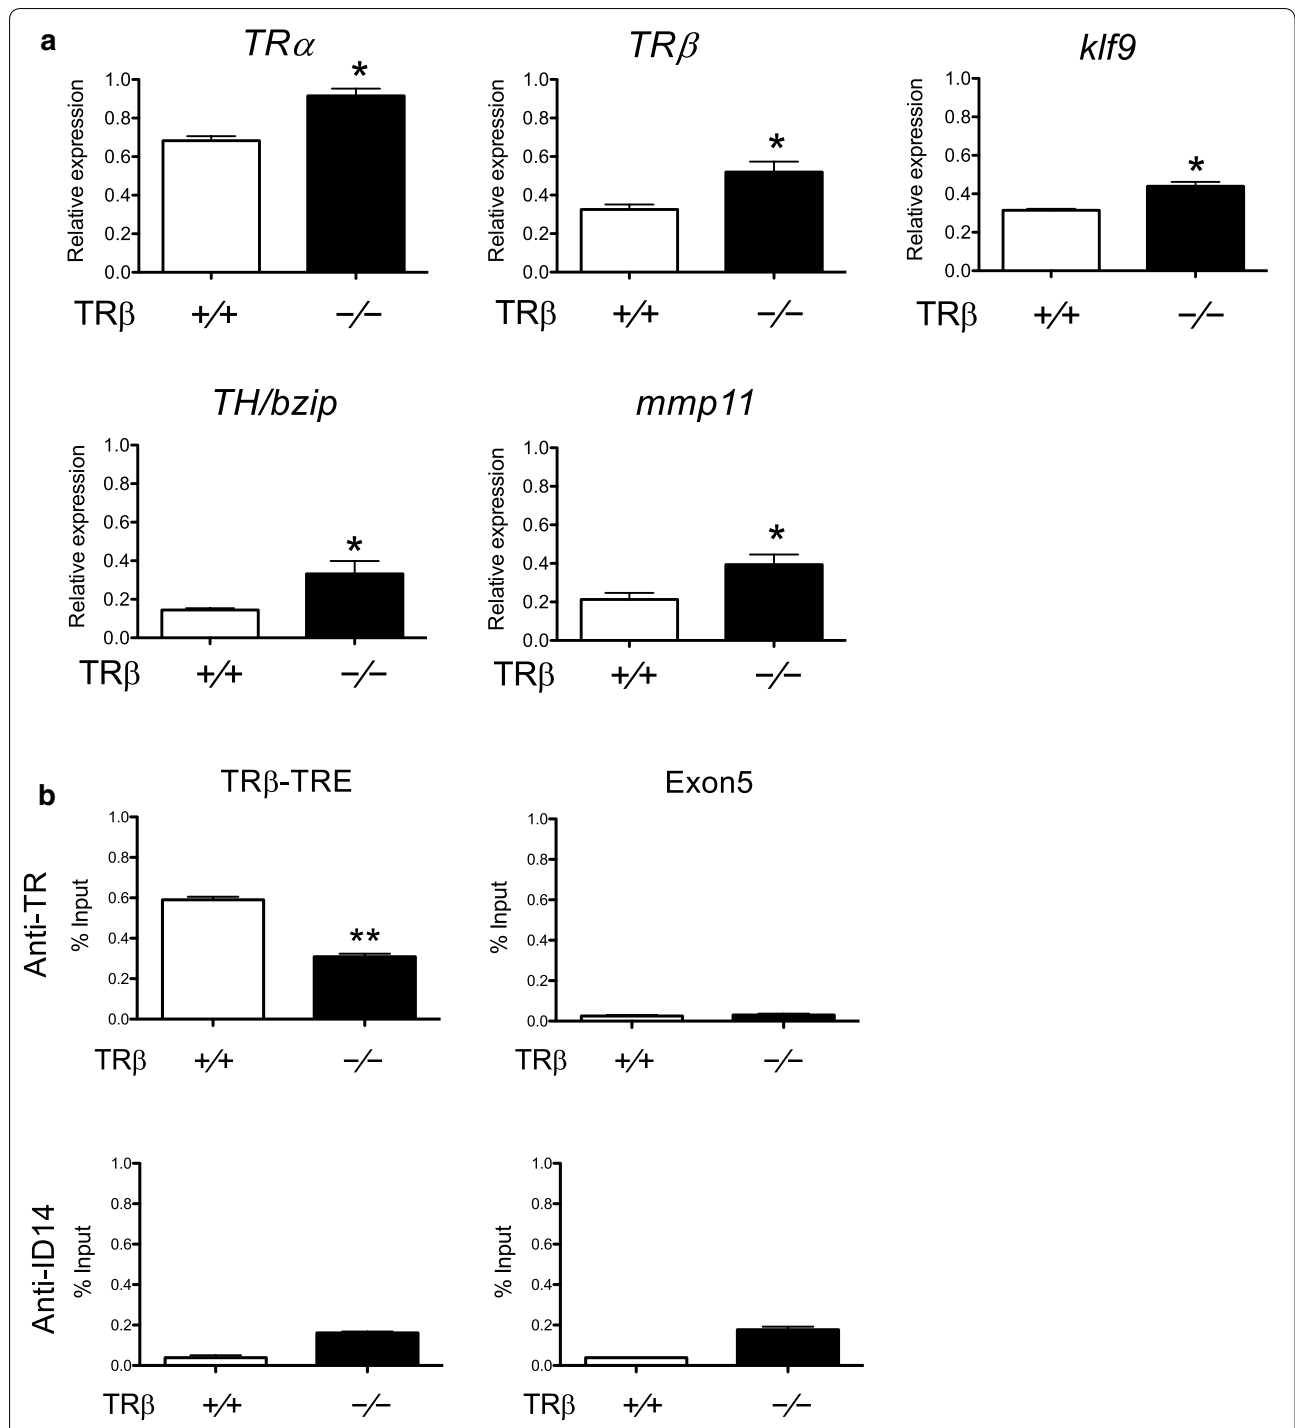 a
TRα
TRβ
klf9
Relative expression
1.0
0.8
0.6
0.4
0.2
0.0
*
TRβ +/+ −/−
Relative expression
1.0
0.8
0.6
0.4
0.2
0.0
*
TRβ +/+ −/−
Relative expression
1.0
0.8
0.6
0.4
0.2
0.0
*
TRβ +/+ −/−
TH/bzip
mmp11
Relative expression
1.0
0.8
0.6
0.4
0.2
0.0
*
TRβ +/+ −/−
Relative expression
1.0
0.8
0.6
0.4
0.2
0.0
*
TRβ +/+ −/−
b
TRβ-TRE
Exon5
Anti-TR
% Input
1.0
0.8
0.6
0.4
0.2
0.0
**
TRβ +/+ −/−
% Input
1.0
0.8
0.6
0.4
0.2
0.0
TRβ +/+ −/−
Anti-ID14
% Input
1.0
0.8
0.6
0.4
0.2
0.0
TRβ +/+ −/−
% Input
1.0
0.8
0.6
0.4
0.2
0.0
TRβ +/+ −/−